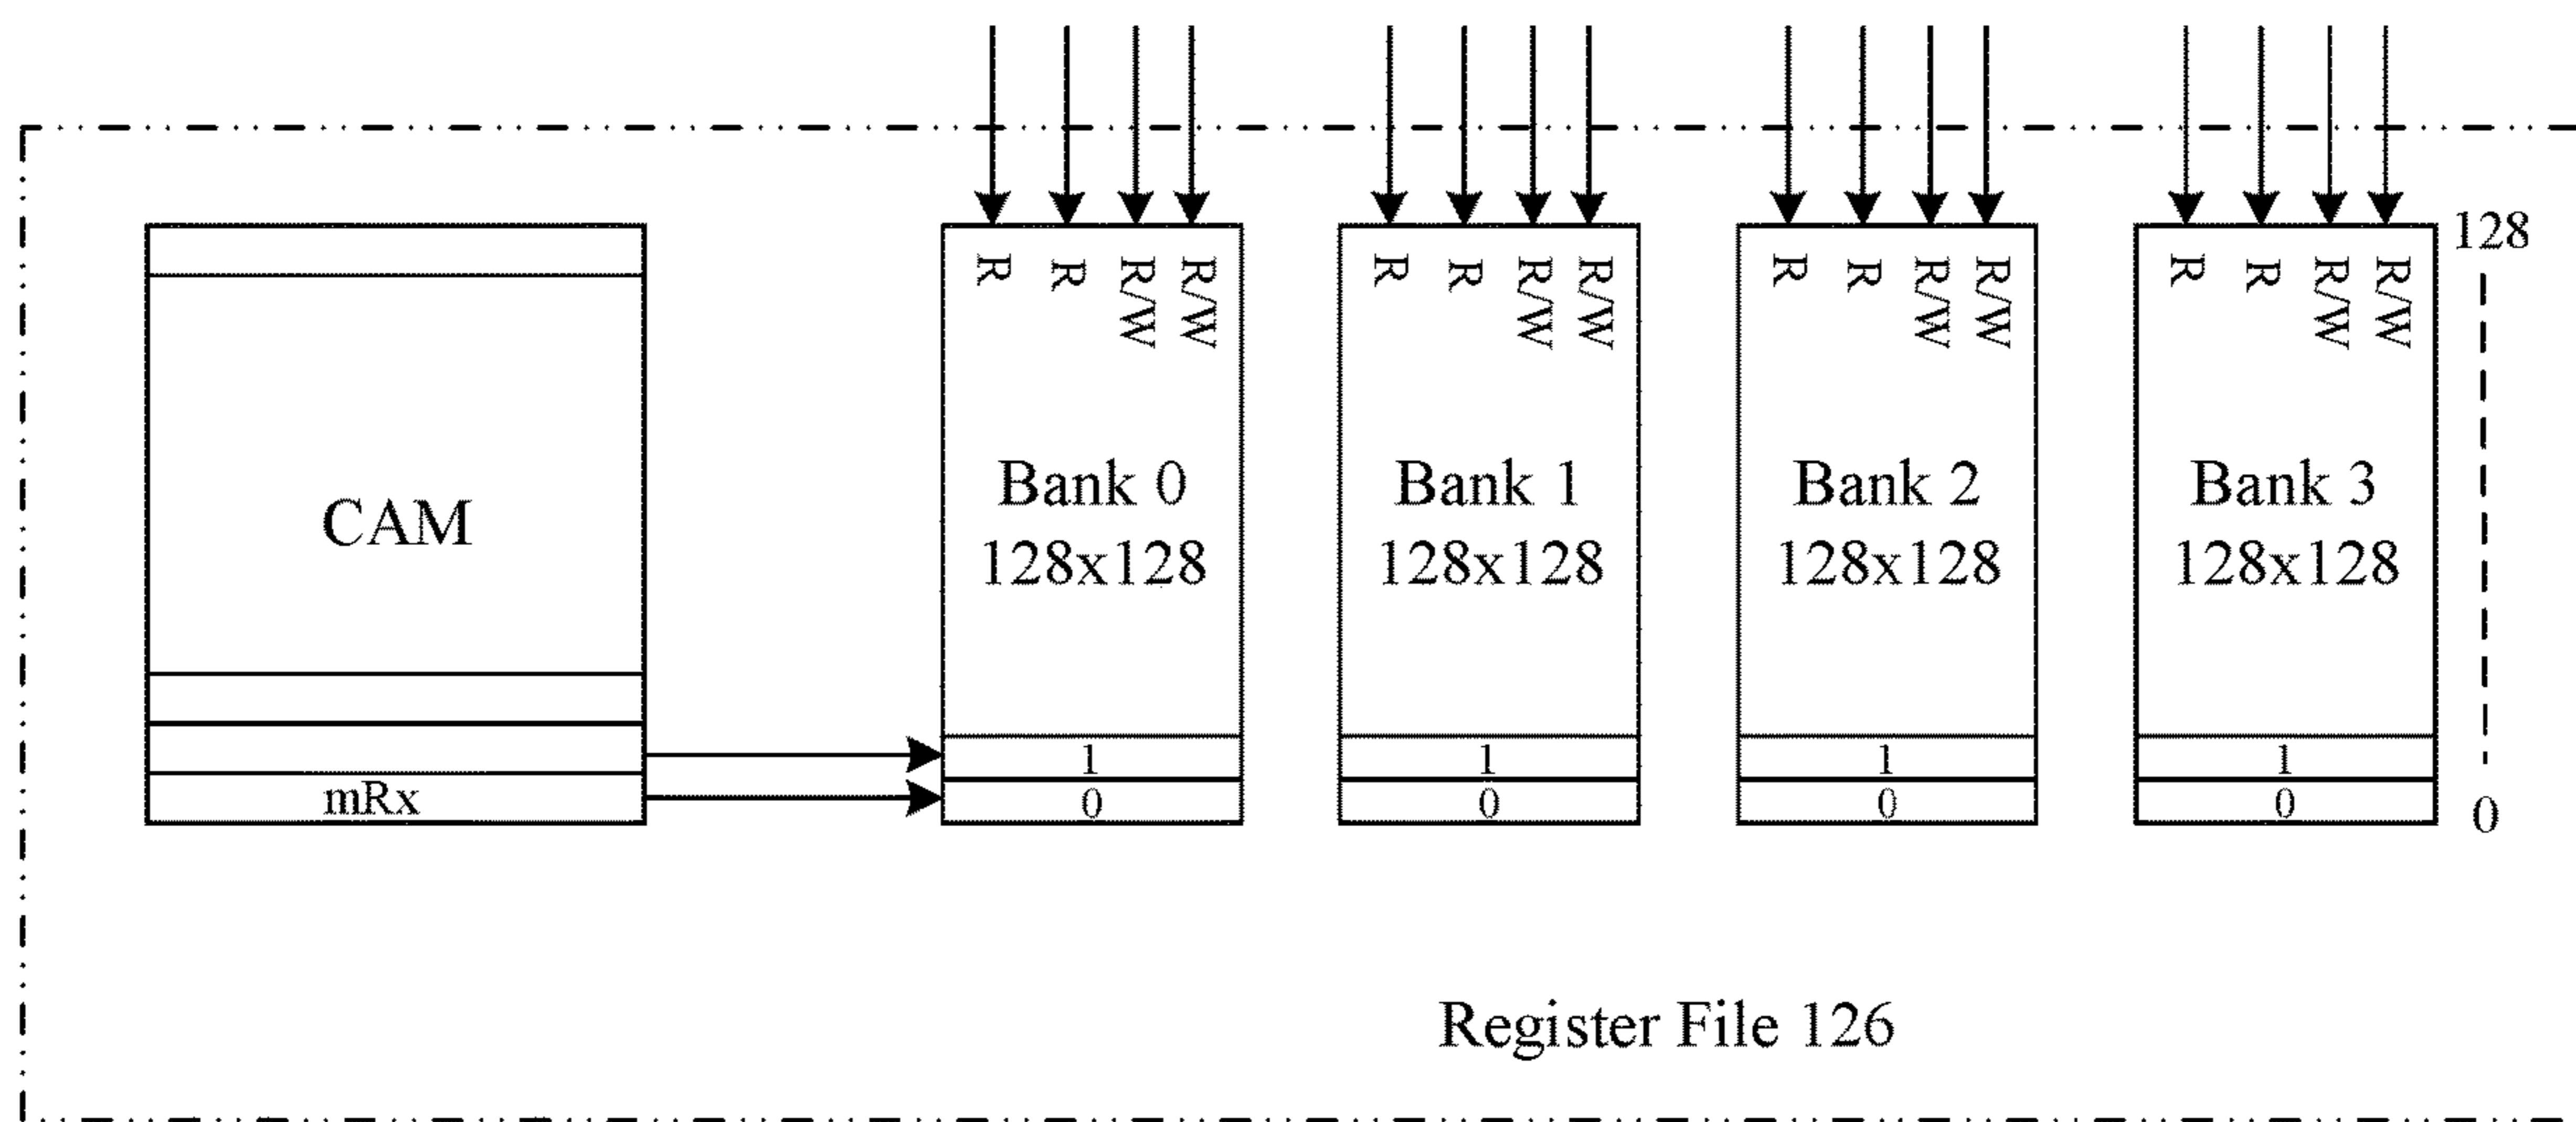 R R R/W R/W
R R R/W R/W
R R R/W R/W
R R R/W R/W
128
CAM
Bank 0
128x128
Bank 1
128x128
Bank 2
128x128
Bank 3
128x128
1
1
1
1
mRx
0
0
0
0
0
Register File 126